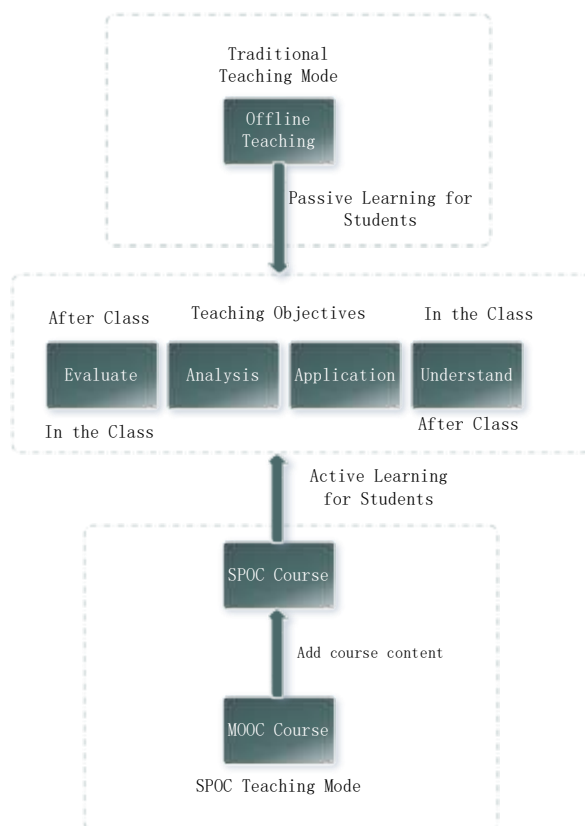 Traditional
Teaching Mode
Offline
Teaching
Passive Learning for
Students
After Class
Teaching Objectives
In the Class
Evaluate
Analysis
Application
Understand
In the Class
After Class
Active Learning
for Students
SPOC Course
Add course content
MOOC Course
SPOC Teaching Mode